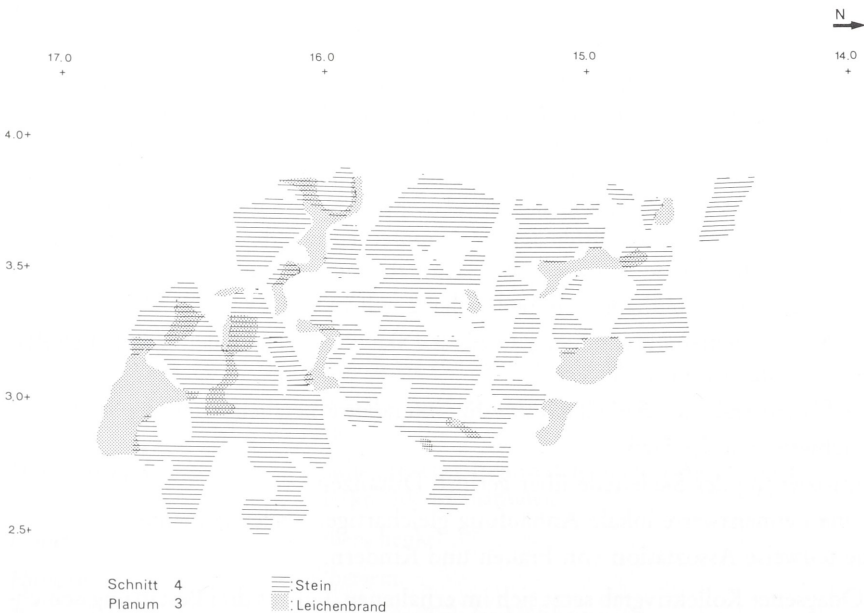 N
17.0 16.0 15.0 14.0
4.0+
3.5+
3.0+
2.5+
Schnitt 4 :Stein
Planum 3 :Leichenbrand